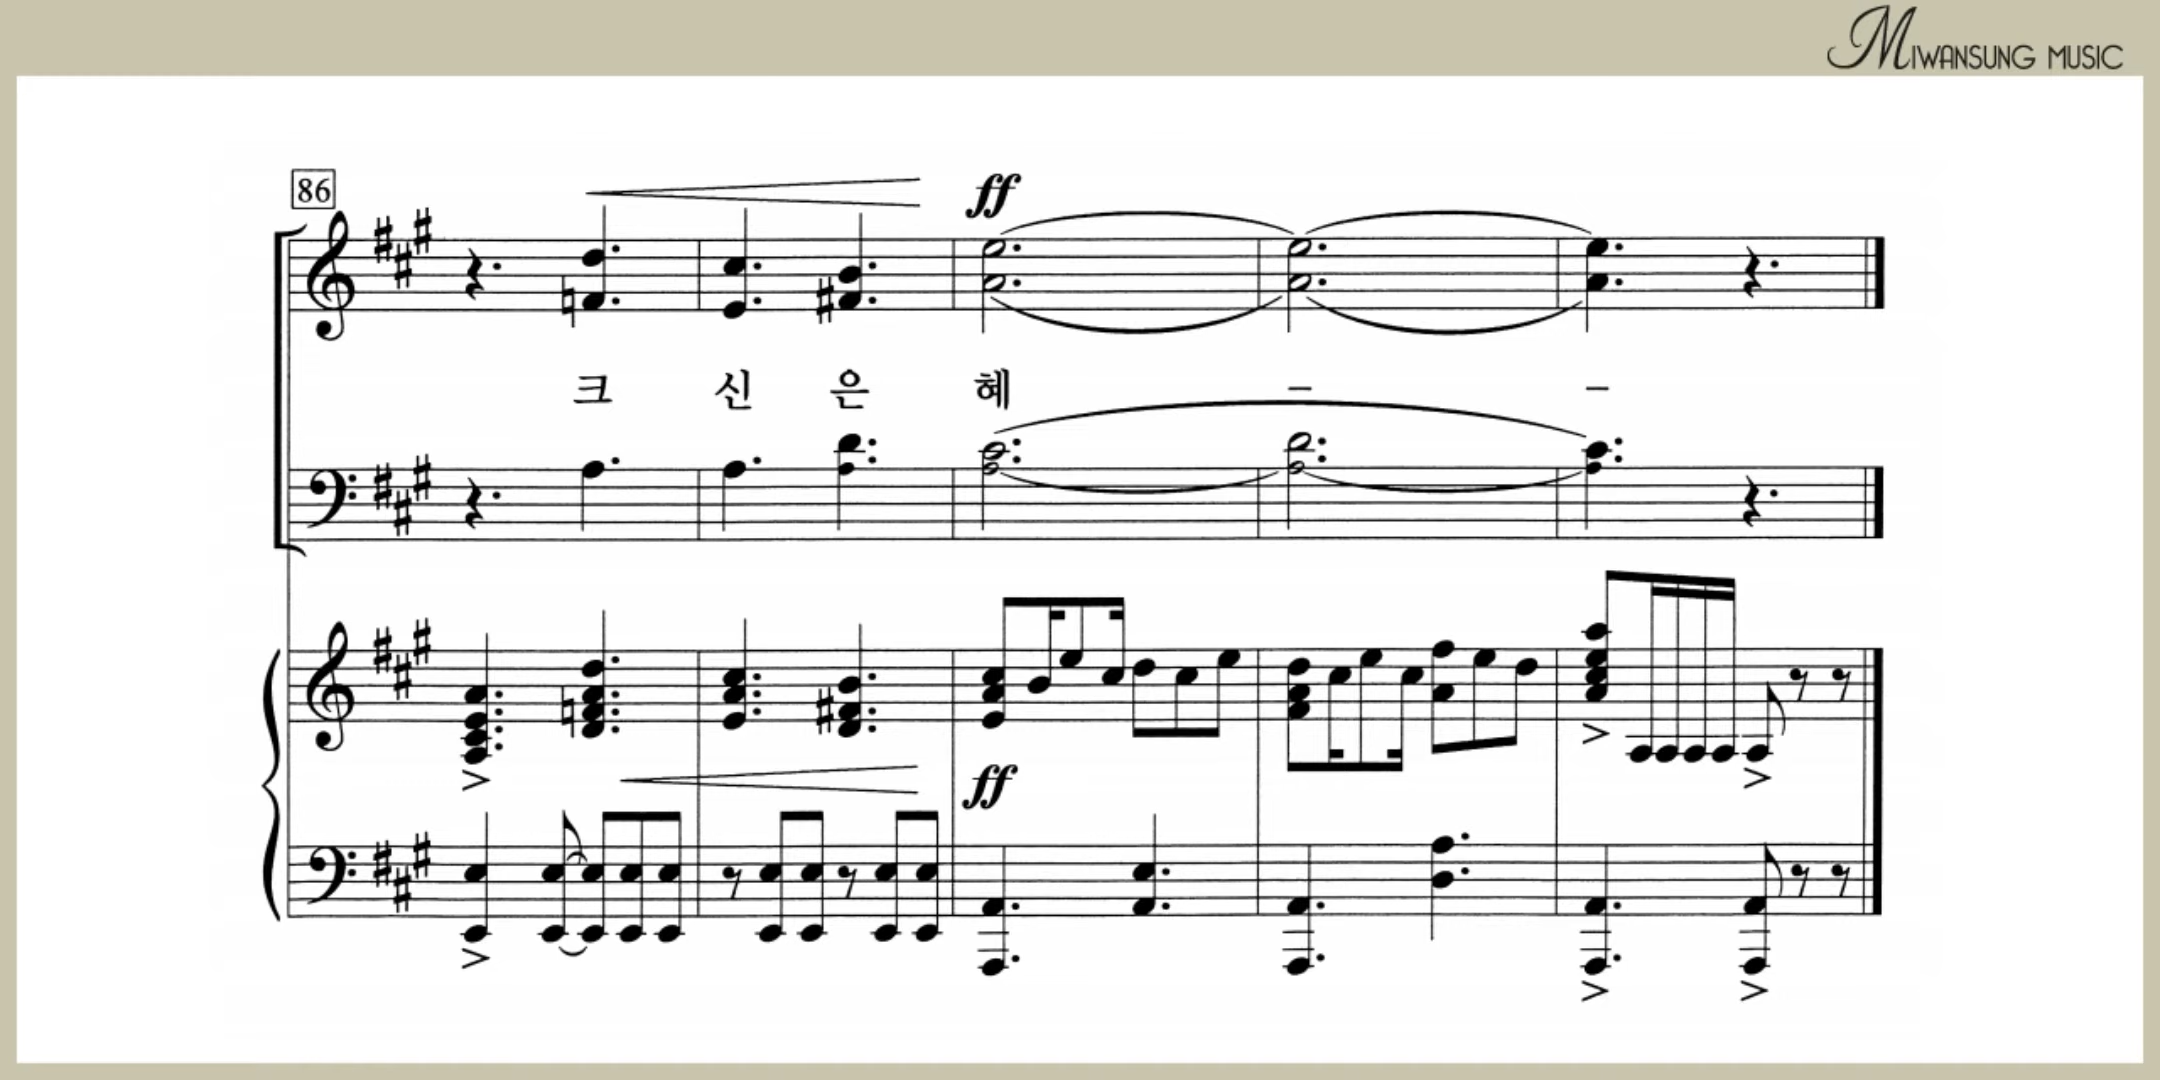 MIWANSUNG MUSIC
86
ff
크 신 은 혜 – –
ff